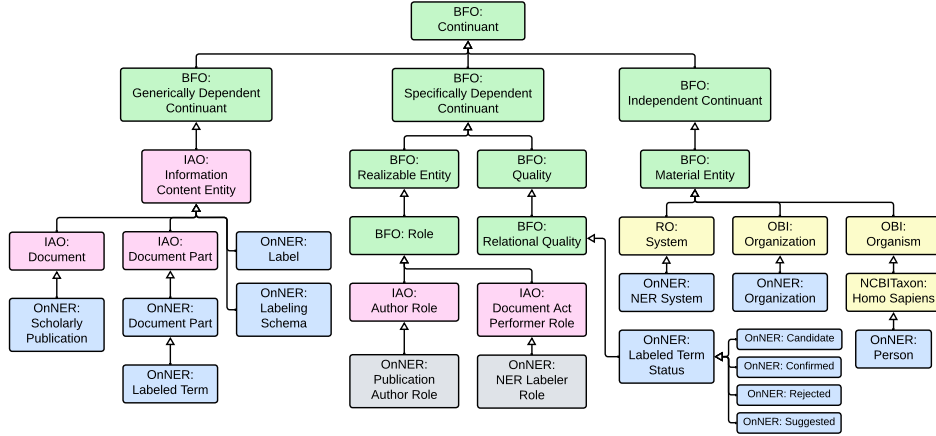 BFO:
Continuant
BFO:
Generically Dependent
Continuant
BFO:
Specifically Dependent
Continuant
BFO:
Independent Continuant
IAO:
Information
Content Entity
BFO:
Realizable Entity
BFO:
Quality
BFO:
Material Entity
IAO:
Document
IAO:
Document Part
OnNER:
Label
BFO: Role
BFO:
Relational Quality
RO:
System
OBI:
Organization
OBI:
Organism
OnNER:
Scholarly
Publication
OnNER:
Document Part
OnNER:
Labeling
Schema
IAO:
Author Role
IAO:
Document Act
Performer Role
OnNER:
NER System
OnNER:
Organization
NCBITaxon:
Homo Sapiens
OnNER:
Labeled Term
OnNER:
Publication
Author Role
OnNER:
NER Labeler
Role
OnNER:
Labeled Term
Status
OnNER: Candidate
OnNER: Confirmed
OnNER: Rejected
OnNER: Suggested
OnNER:
Person